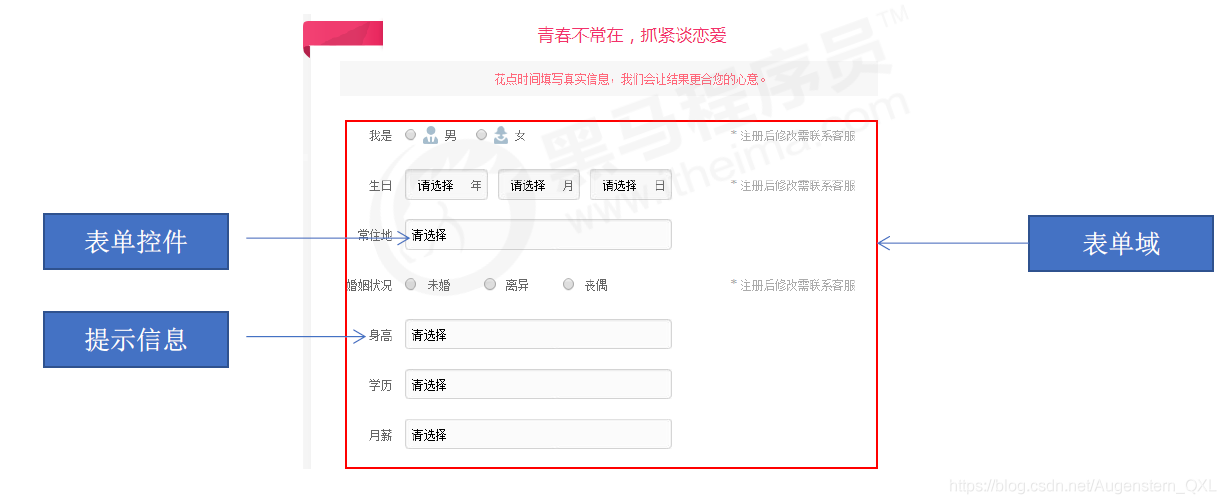 青春不常在，抓紧谈恋爱
花点时间填写真实信息，我们会让结果更合您的心意。
我是 男 女 * 注册后修改需联系客服
生日 请选择 年 请选择 月 请选择 日 * 注册后修改需联系客服
表单控件
常住地 请选择
表单域
婚姻状况 未婚 离异 丧偶 * 注册后修改需联系客服
提示信息
身高 请选择
学历 请选择
月薪 请选择
黑马程序员™
www.itheima.com
https://blog.csdn.net/Augenstern_QXL